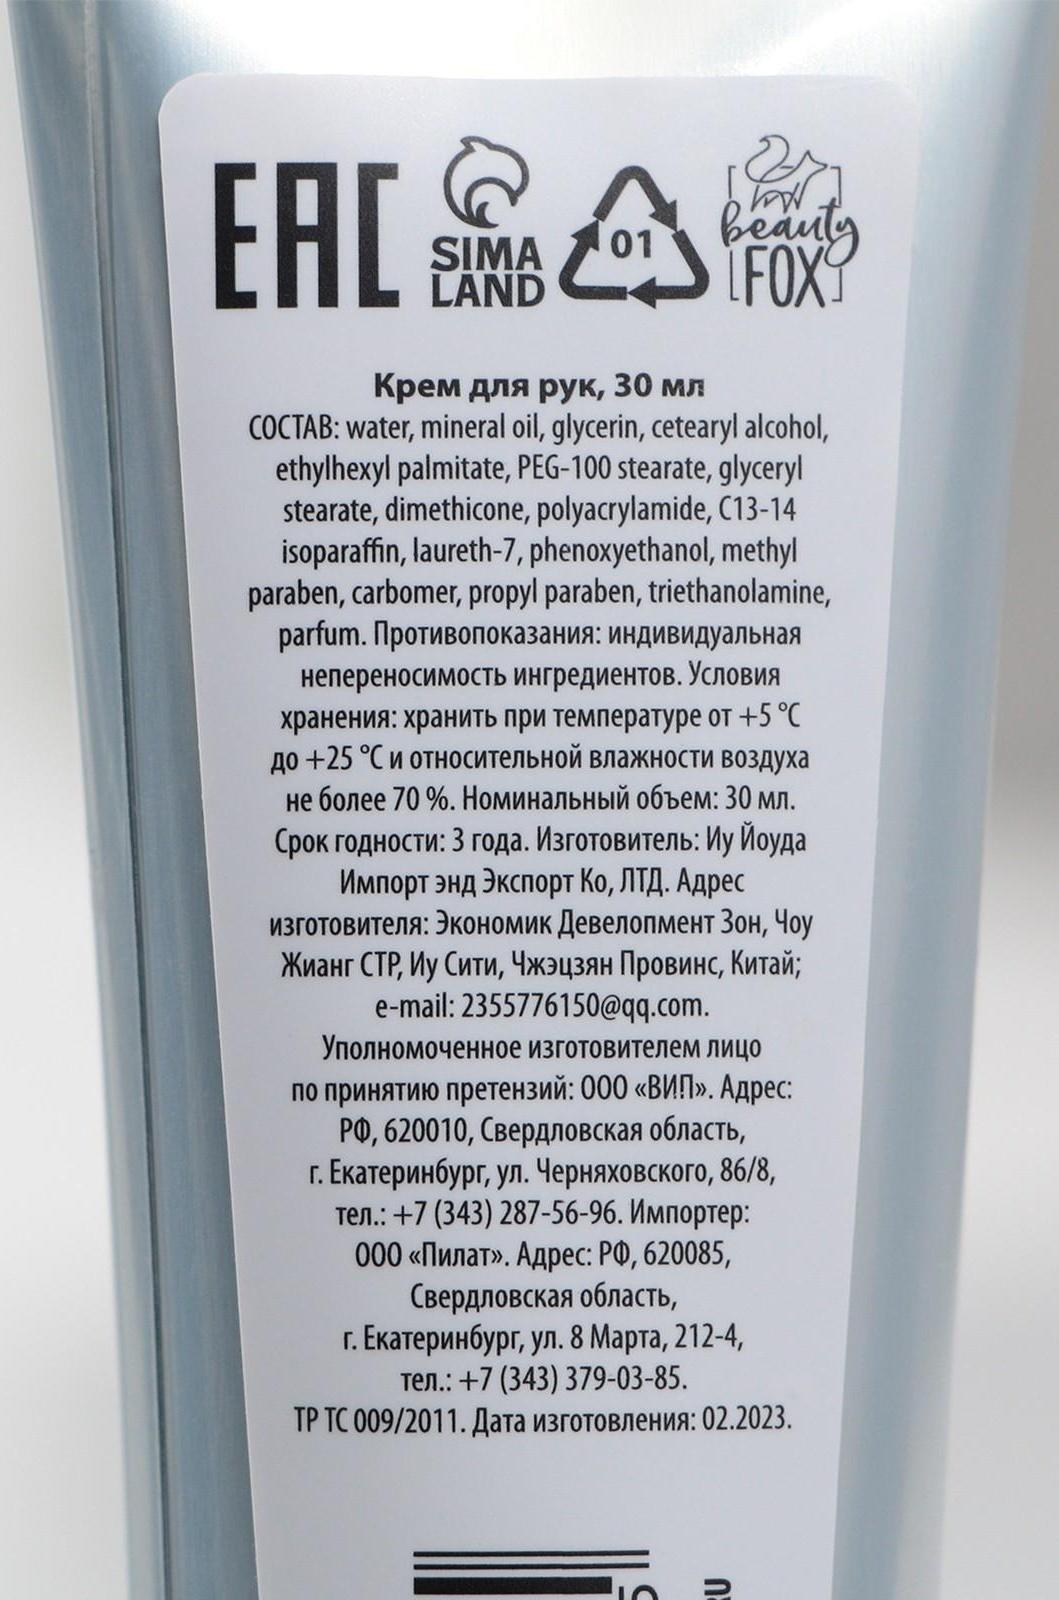 EAC
SIMA
LAND
01
beauty
FOX
Крем для рук, 30 мл
СОСТАВ: water, mineral oil, glycerin, cetearyl alcohol,
ethylhexyl palmitate, PEG-100 stearate, glyceryl
stearate, dimethicone, polyacrylamide, C13-14
isoparaffin, laureth-7, phenoxyethanol, methyl
paraben, carbomer, propyl paraben, triethanolamine,
parfum. Противопоказания: индивидуальная
непереносимость ингредиентов. Условия
хранения: хранить при температуре от +5 °С
до +25 °С и относительной влажности воздуха
не более 70 %. Номинальный объем: 30 мл.
Срок годности: 3 года. Изготовитель: Иу Йоуда
Импорт энд Экспорт Ко, ЛТД. Адрес
изготовителя: Экономик Девелопмент Зон, Чоу
Жианг СТР, Иу Сити, Чжэцзян Провинс, Китай;
e-mail: 2355776150@qq.com.
Уполномоченное изготовителем лицо
по принятию претензий: ООО «ВИП». Адрес:
РФ, 620010, Свердловская область,
г. Екатеринбург, ул. Черняховского, 86/8,
тел.: +7 (343) 287-56-96. Импортер:
ООО «Пилат». Адрес: РФ, 620085,
Свердловская область,
г. Екатеринбург, ул. 8 Марта, 212-4,
тел.: +7 (343) 379-03-85.
ТР ТС 009/2011. Дата изготовления: 02.2023.
RU